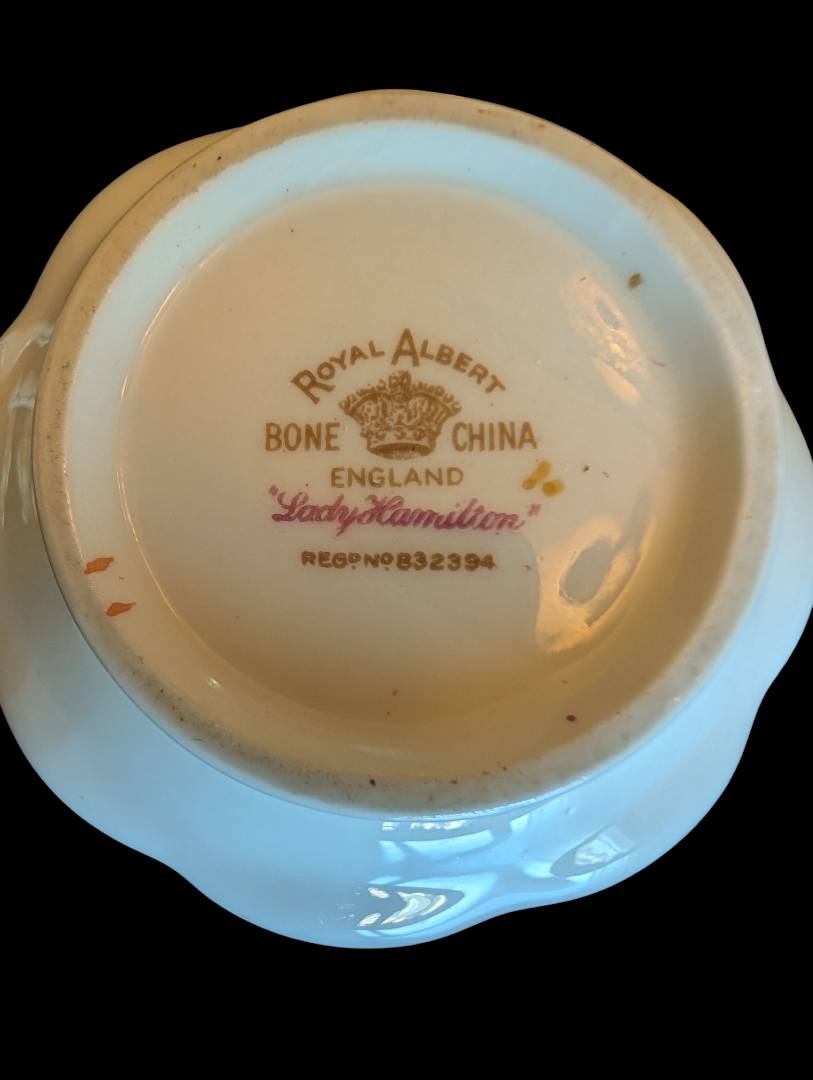 ROYAL ALBERT
BONE CHINA
ENGLAND
"Lady Hamilton"
REGD NO 832394